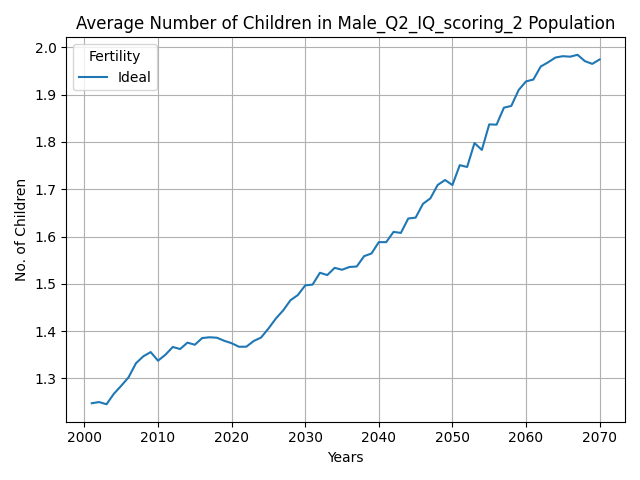 Average Number of Children in Male_Q2_IQ_scoring_2 Population
Fertility
Ideal
No. of Children
2.0
1.9
1.8
1.7
1.6
1.5
1.4
1.3
2000 2010 2020 2030 2040 2050 2060 2070
Years